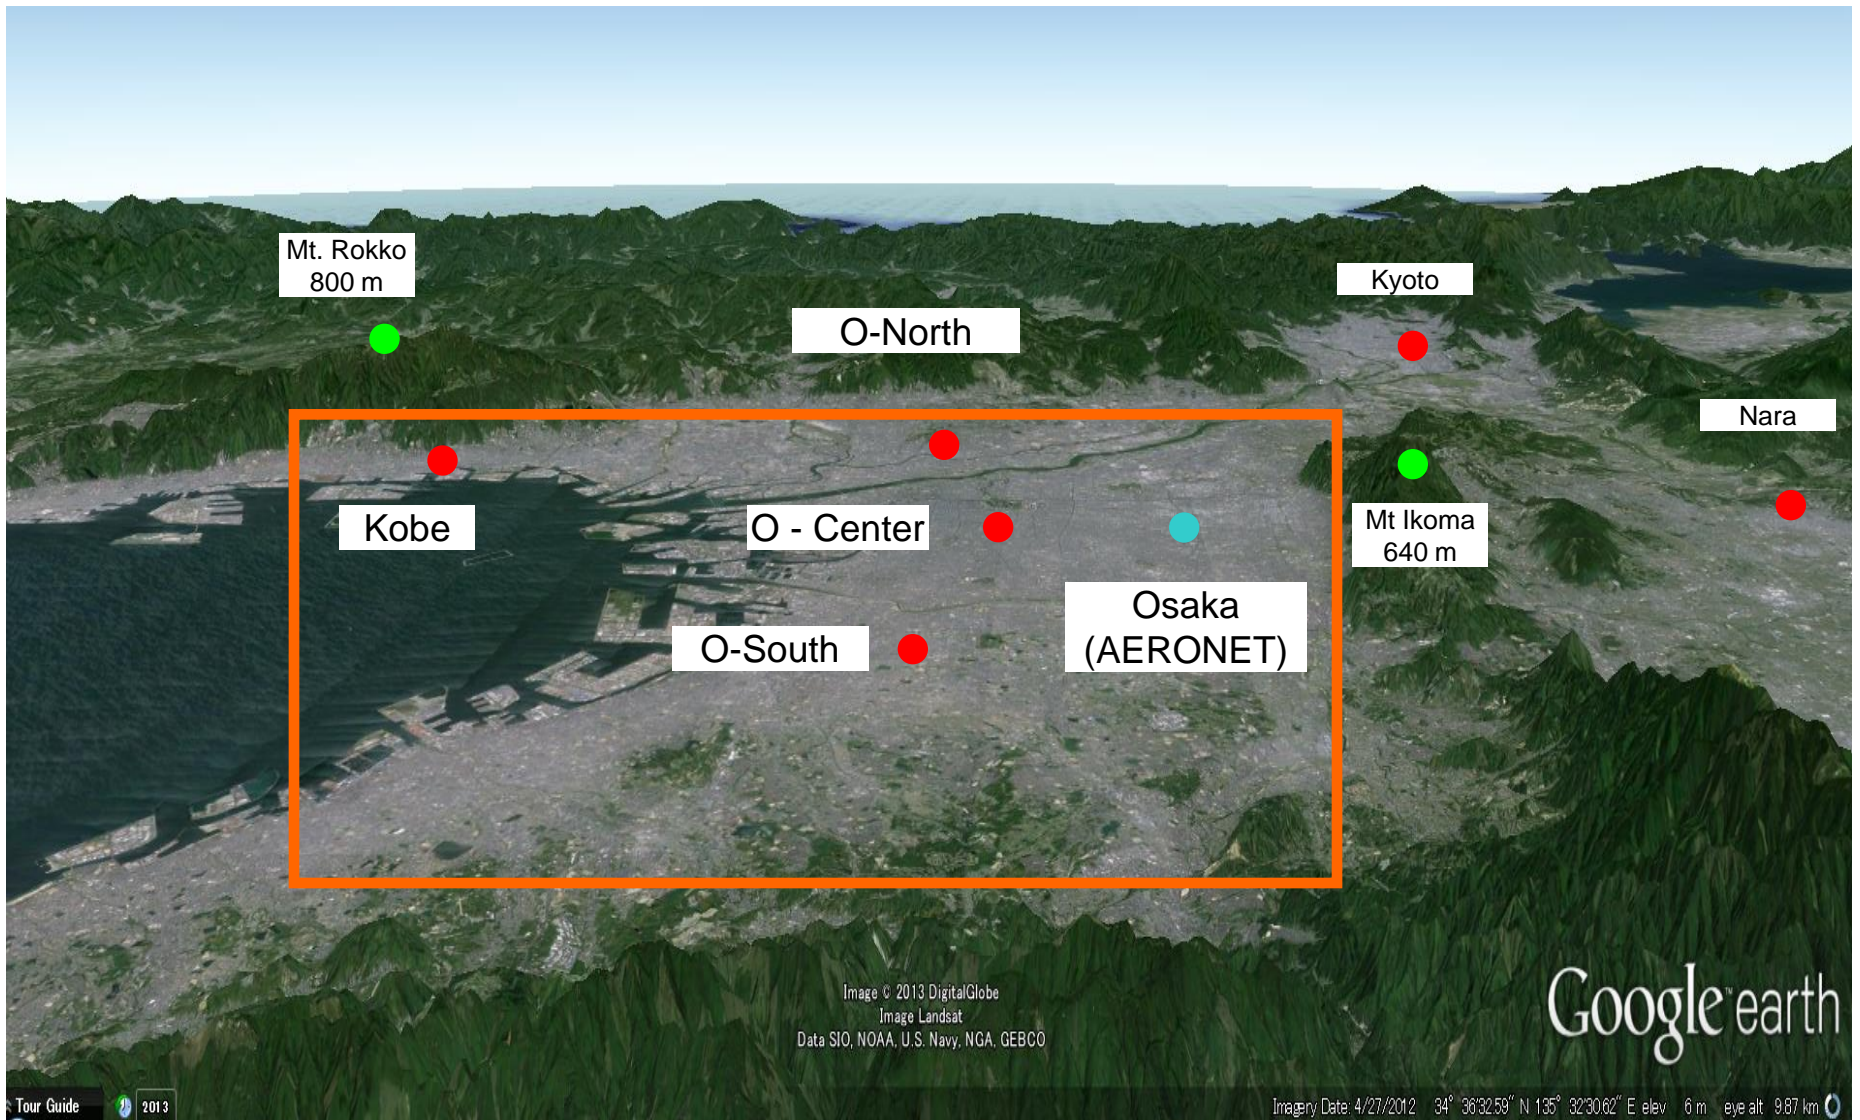 Mt. Rokko
800 m
Kyoto
O-North
Nara
Kobe
O - Center
Mt Ikoma
640 m
Osaka
(AERONET)
O-South
Google™ earth
Image © 2013 DigitalGlobe
Image Landsat
Data SIO, NOAA, U.S. Navy, NGA, GEBCO
Tour Guide
2013
Imagery Date: 4/27/2012 34° 36'32.59" N 135° 32'30.62" E elev 6 m eye alt 9.87 km